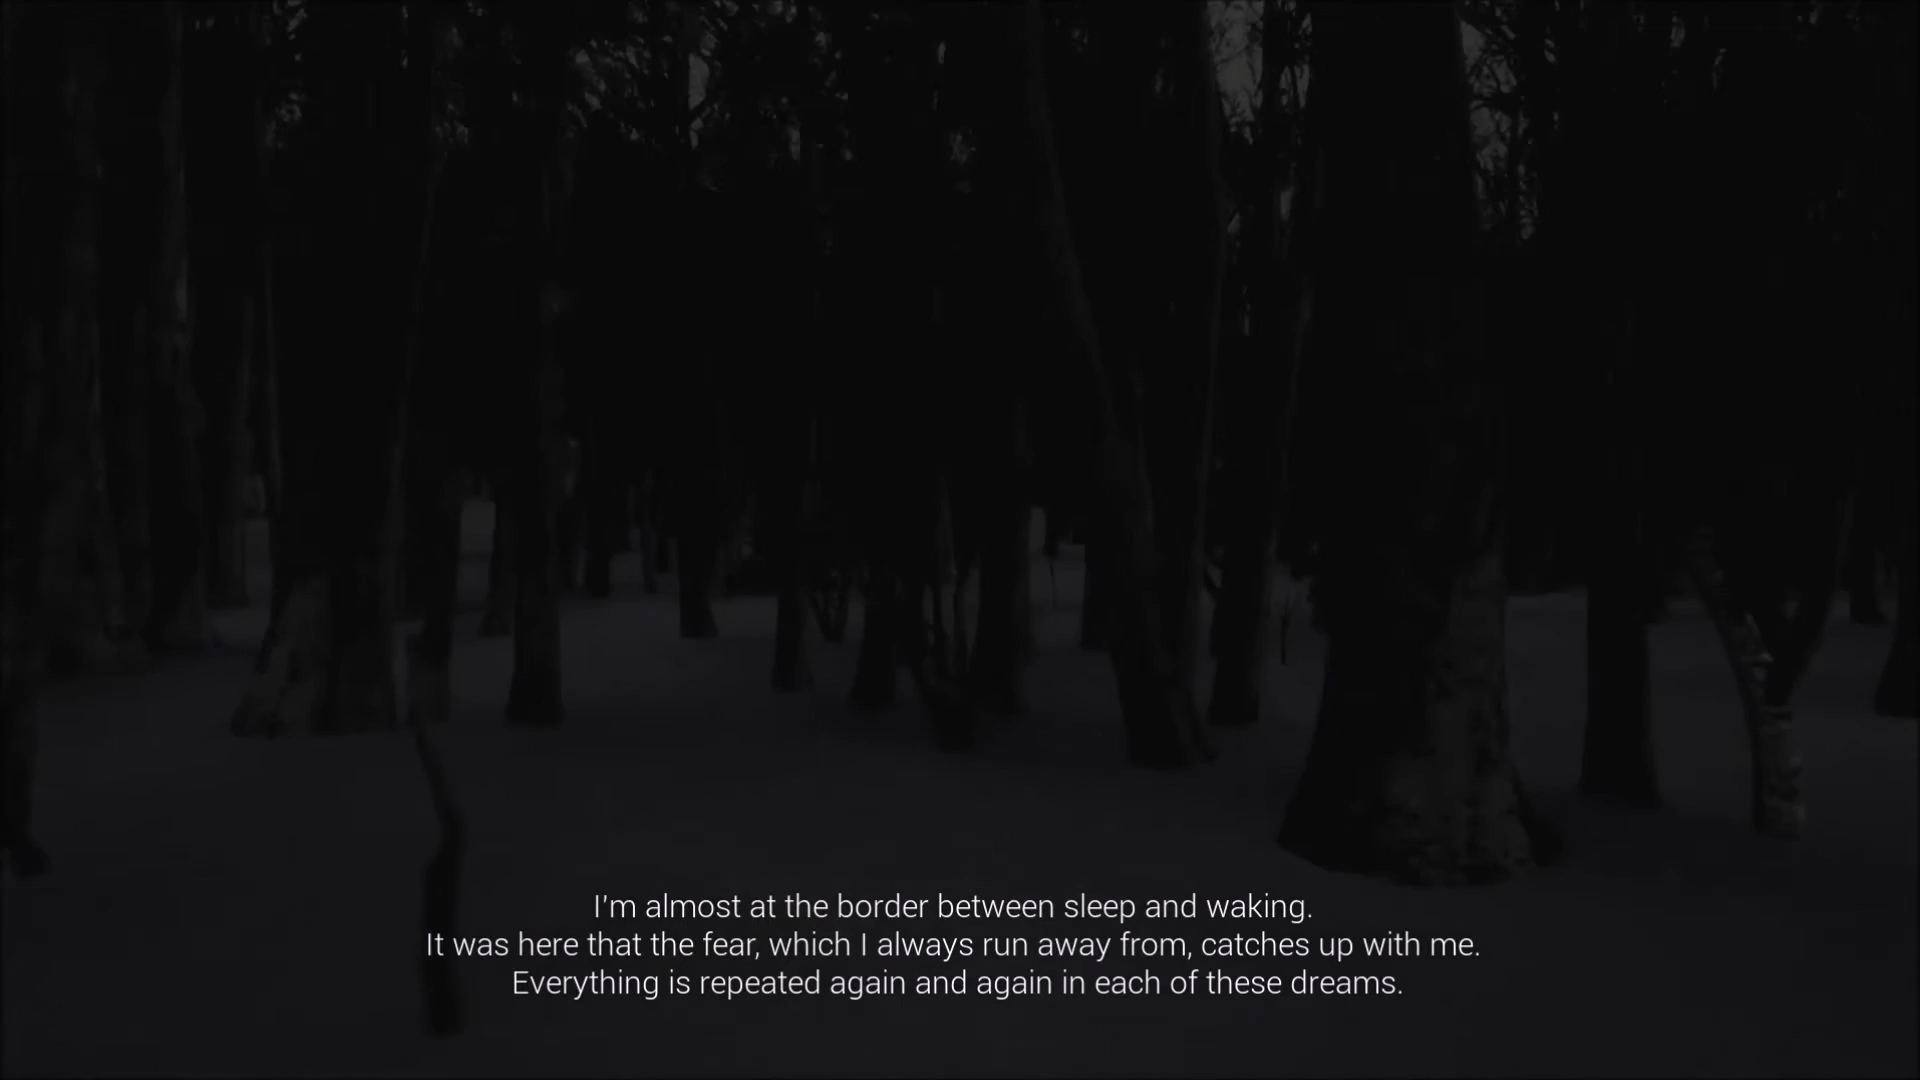 I'm almost at the border between sleep and waking.
It was here that the fear, which I always run away from, catches up with me.
Everything is repeated again and again in each of these dreams.